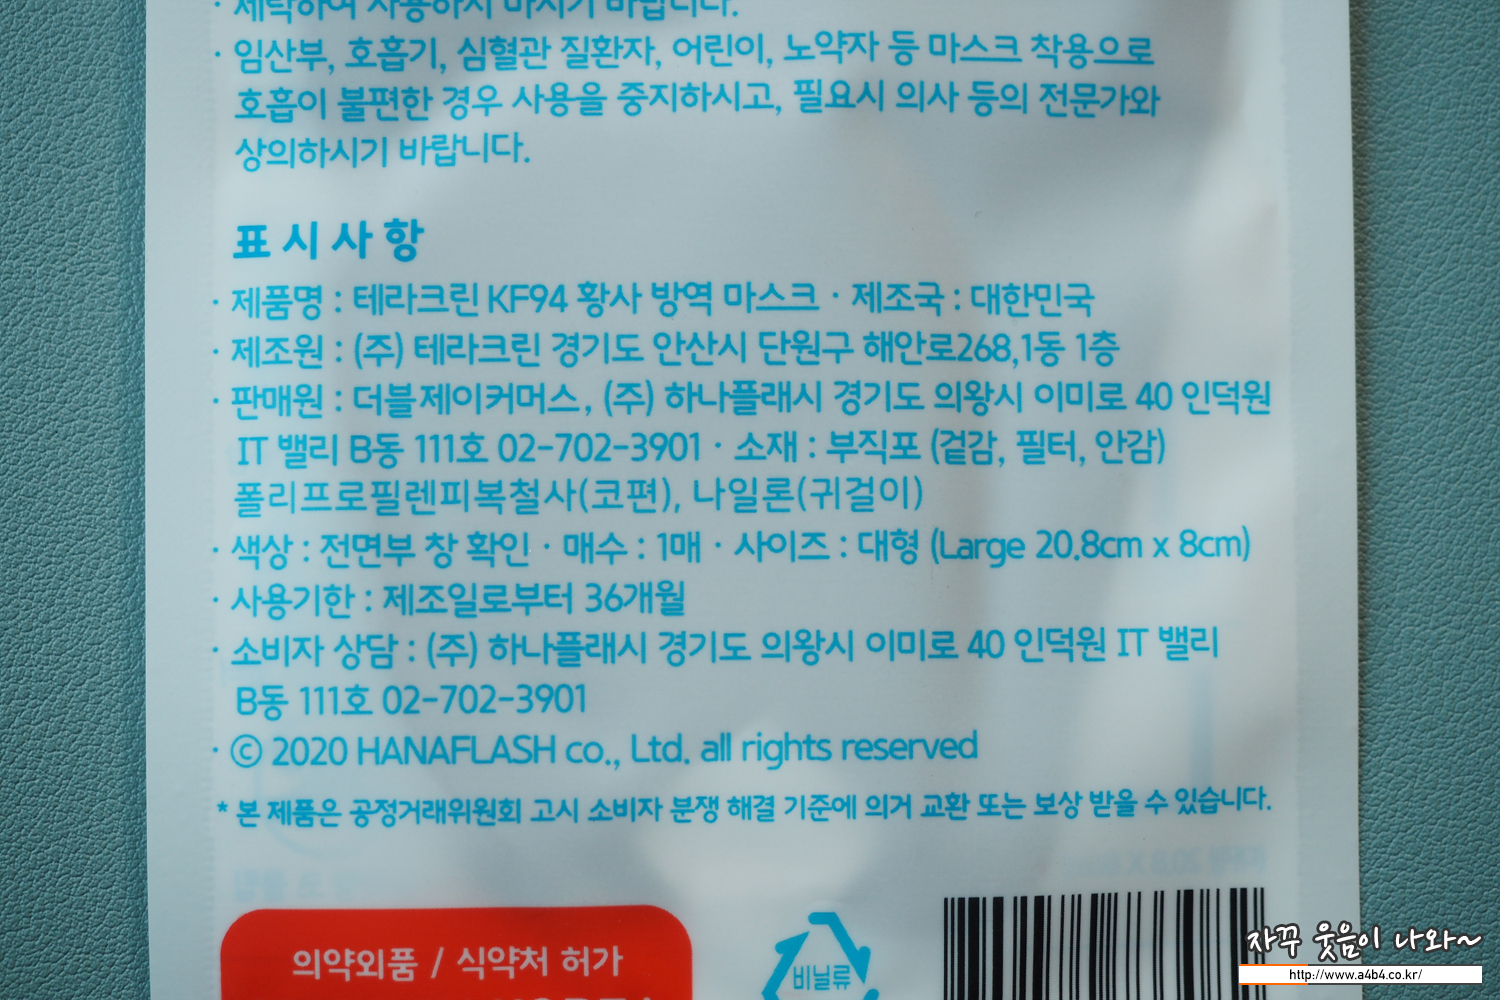 · 세탁하여 사용하지 마시기 바랍니다.
· 임산부, 호흡기, 심혈관 질환자, 어린이, 노약자 등 마스크 착용으로
호흡이 불편한 경우 사용을 중지하시고, 필요시 의사 등의 전문가와
상의하시기 바랍니다.
표시사항
· 제품명 : 테라크린 KF94 황사 방역 마스크 · 제조국 : 대한민국
· 제조원 : (주) 테라크린 경기도 안산시 단원구 해안로268,1동 1층
· 판매원 : 더블제이커머스, (주) 하나플래시 경기도 의왕시 이미로 40 인덕원
IT 밸리 B동 111호 02-702-3901 · 소재 : 부직포 (겉감, 필터, 안감)
폴리프로필렌피복철사(코편), 나일론(귀걸이)
· 색상 : 전면부 창 확인 · 매수 : 1매 · 사이즈 : 대형 (Large 20.8cm x 8cm)
· 사용기한 : 제조일로부터 36개월
· 소비자 상담 : (주) 하나플래시 경기도 의왕시 이미로 40 인덕원 IT 밸리
B동 111호 02-702-3901
· © 2020 HANAFLASH co., Ltd. all rights reserved
* 본 제품은 공정거래위원회 고시 소비자 분쟁 해결 기준에 의거 교환 또는 보상 받을 수 있습니다.
의약외품 / 식약처 허가
비닐류
자꾸 웃음이 나와~
http://www.a4b4.co.kr/